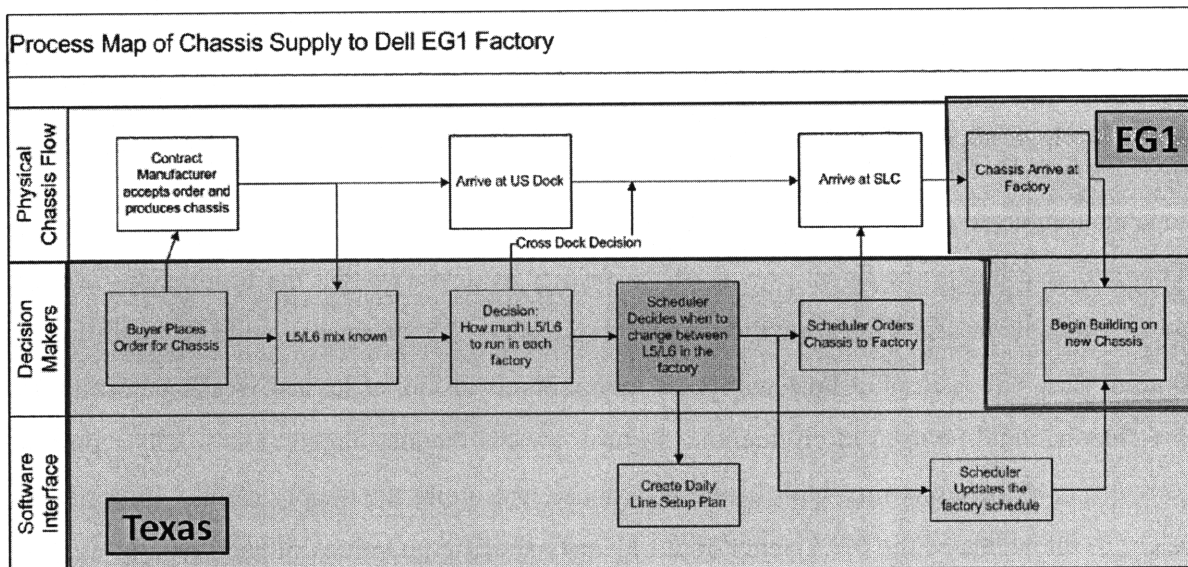 Process Map of Chassis Supply to Dell EG1 Factory
Physical
Chassis Flow
Contract
Manufacturer
accepts order and
produces chassis
Arrive at US Dock
Arrive at SLC
Chassis Arrive at
Factory
EG1
Cross Dock Decision
Decision
Makers
Buyer Places
Order for Chassis
L5/L6 mix known
Decision:
How much L5/L6
to run in each
factory
Scheduler
Decides when to
change between
L5/L6 in the
factory
Scheduler Orders
Chassis to Factory
Begin Building on
new Chassis
Software
Interface
Texas
Create Daily
Line Setup Plan
Scheduler
Updates the
factory schedule